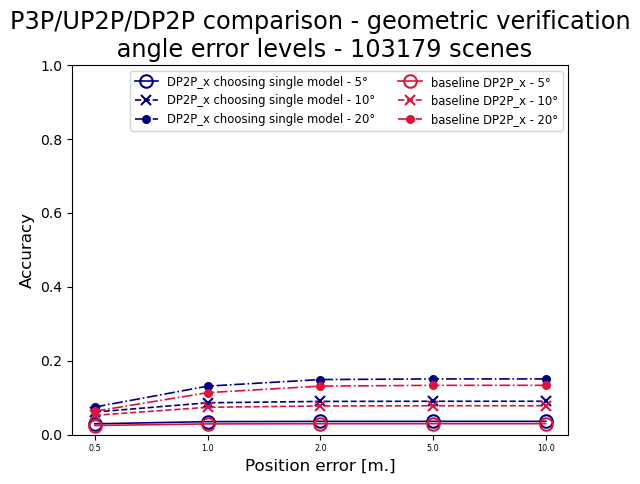 P3P/UP2P/DP2P comparison - geometric verification
angle error levels - 103179 scenes
DP2P_x choosing single model - 5°
DP2P_x choosing single model - 10°
DP2P_x choosing single model - 20°
baseline DP2P_x - 5°
baseline DP2P_x - 10°
baseline DP2P_x - 20°
Accuracy
1.0
0.8
0.6
0.4
0.2
0.0
0.5 1.0 2.0 5.0 10.0
Position error [m.]